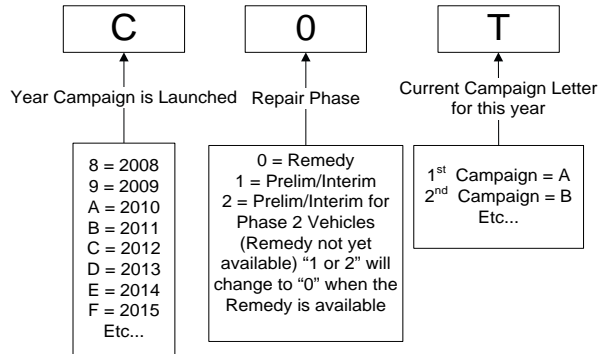 C
0
T
Year Campaign is Launched
Repair Phase
Current Campaign Letter
for this year
8 = 2008
9 = 2009
A = 2010
B = 2011
C = 2012
D = 2013
E = 2014
F = 2015
Etc...
0 = Remedy
1 = Prelim/Interim
2 = Prelim/Interim for
Phase 2 Vehicles
(Remedy not yet
available) “1 or 2” will
change to “0” when the
Remedy is available
1st Campaign = A
2nd Campaign = B
Etc...